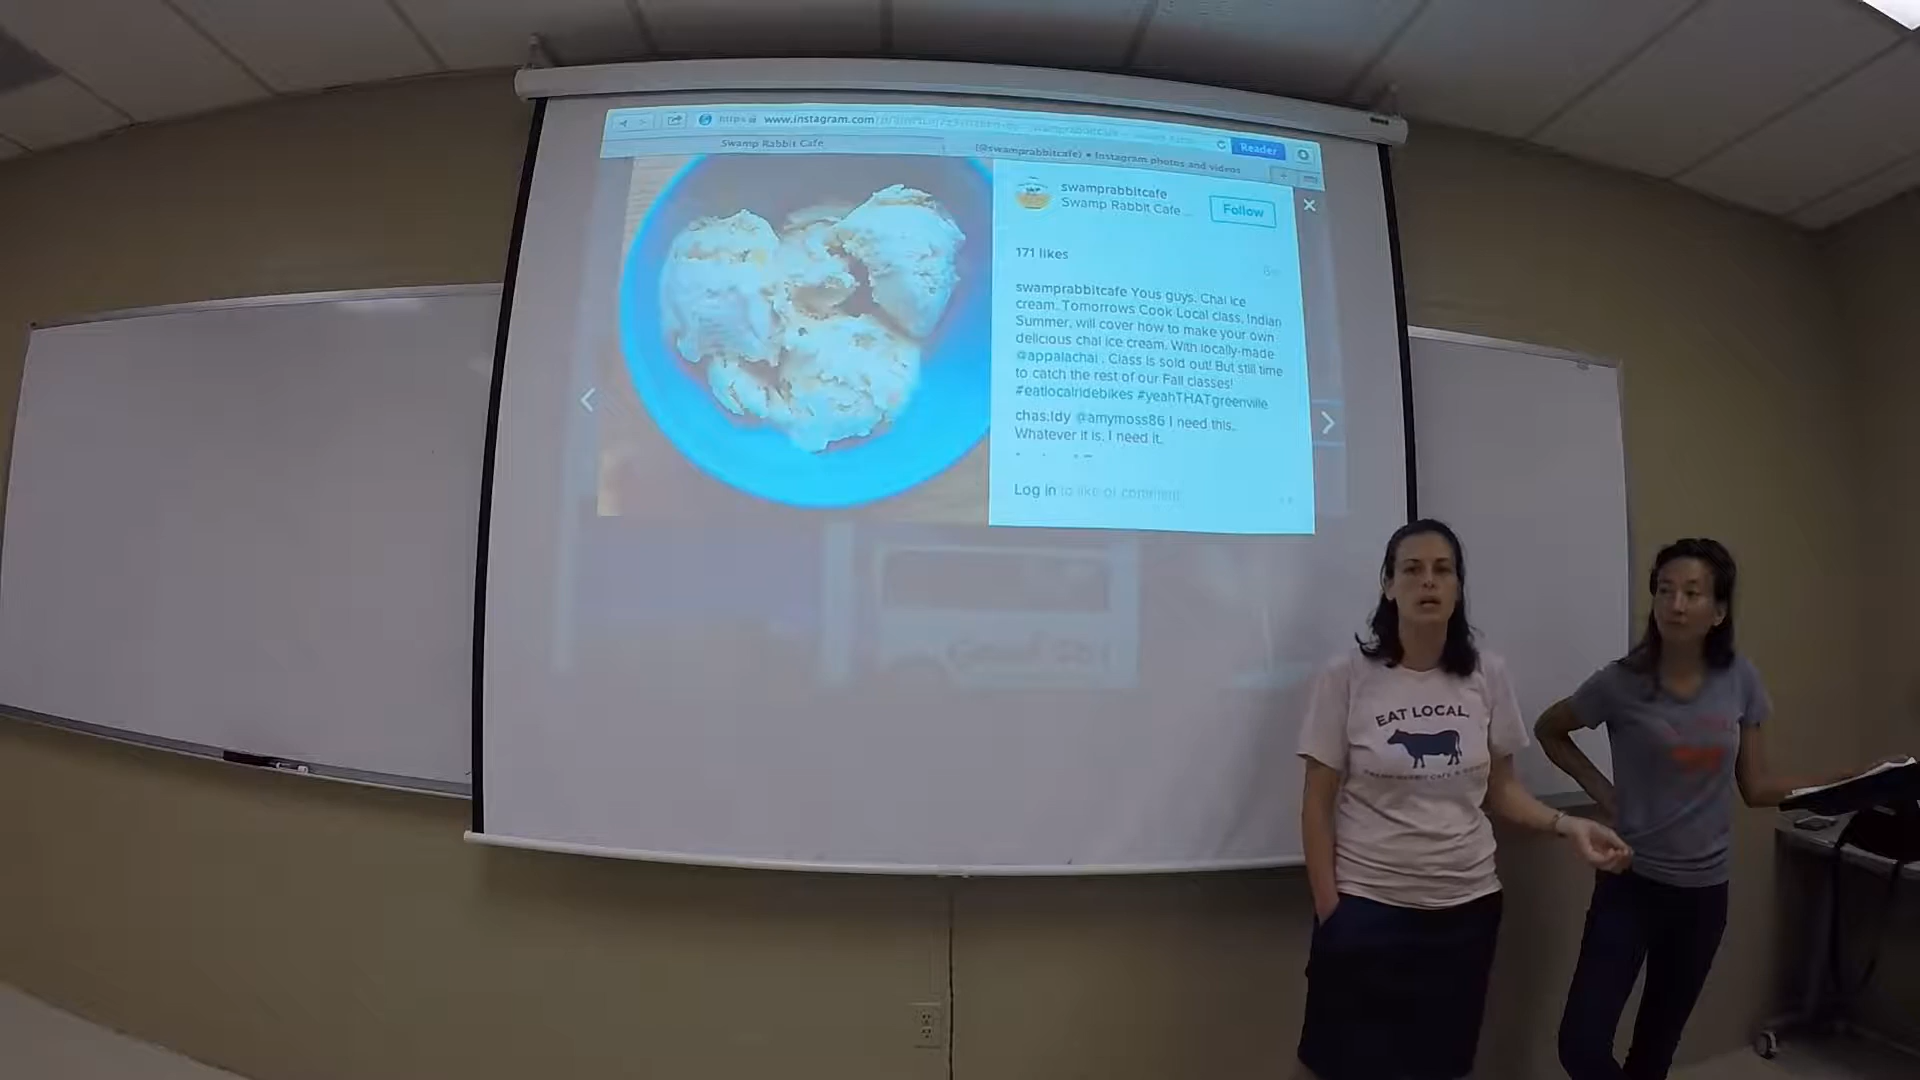 www.instagram.com
Reader
Swamp Rabbit Cafe
(@swamprabbitcafe) • Instagram photos and videos
swamprabbitcafe
Swamp Rabbit Cafe ...
Follow
171 likes
swamprabbitcafe Yous guys. Chai ice
cream. Tomorrows Cook Local class, Indian
Summer, will cover how to make your own
delicious chai ice cream. With locally-made
@appalachai . Class is sold out! But still time
to catch the rest of our Fall classes!
#eatlocalridebikes #yeahTHATgreenville
chas.ldy @amymoss86 I need this.
Whatever it is, I need it.
Log in to like or comment
EAT LOCAL.